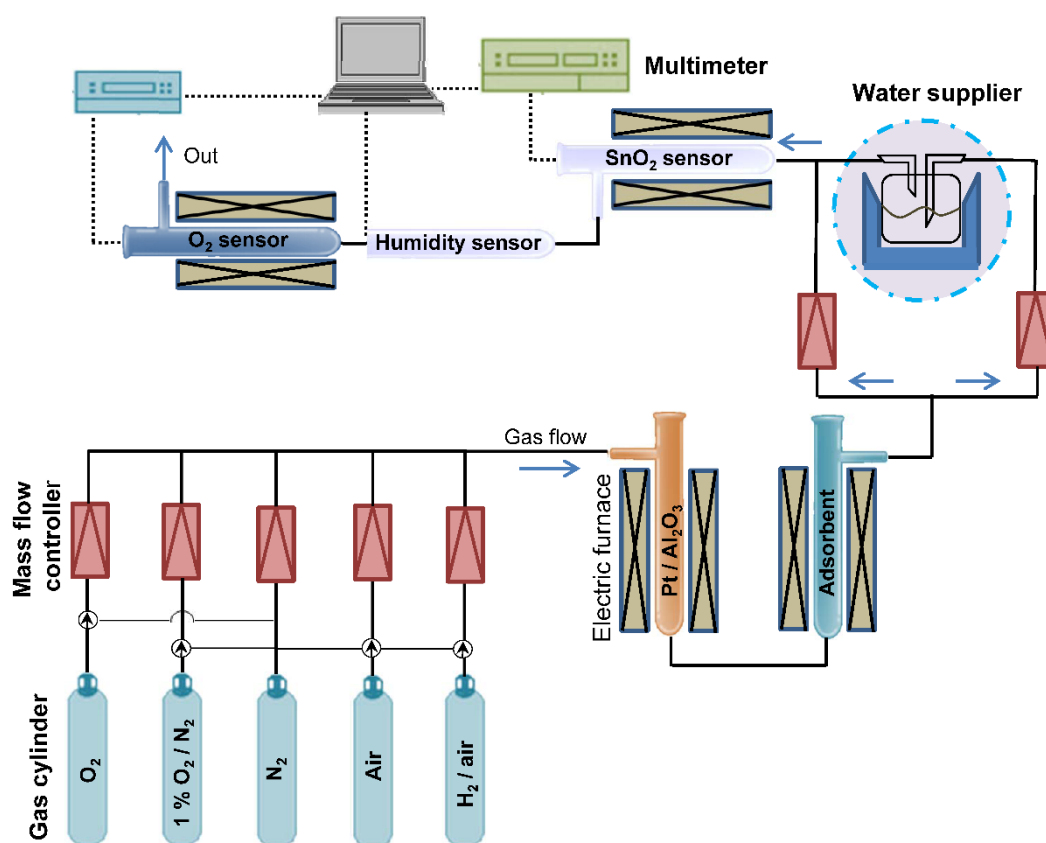 Multimeter
Water supplier
Out
SnO₂ sensor
O₂ sensor
Humidity sensor
Gas flow
Mass flow
controller
Electric furnace
Pt / Al₂O₃
Adsorbent
Gas cylinder
O₂
1 % O₂ / N₂
N₂
Air
H₂ / air